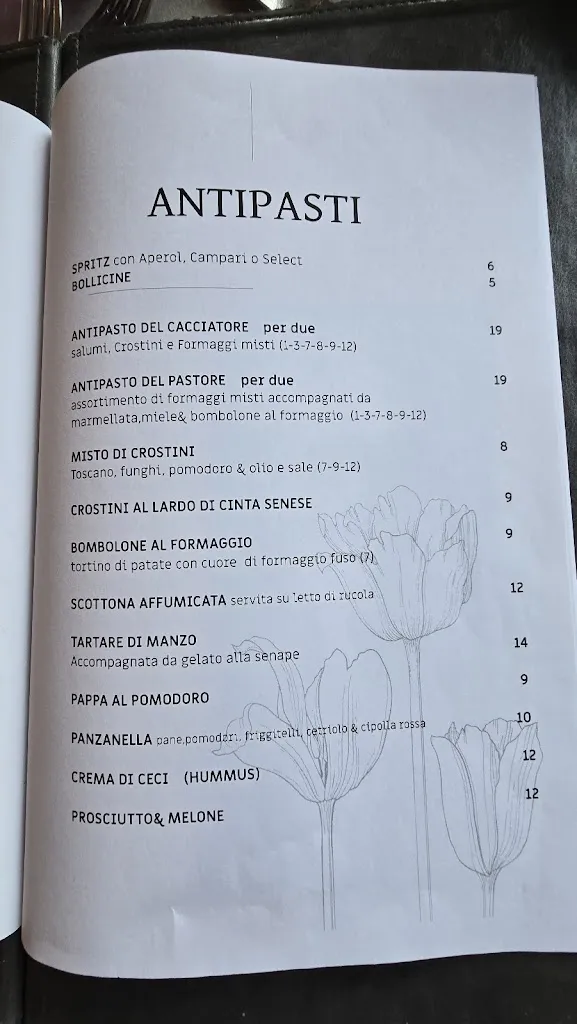 ANTIPASTI
SPRITZ con Aperol, Campari o Select 6
BOLLICINE 5
ANTIPASTO DEL CACCIATORE per due 19
salumi, Crostini e Formaggi misti (1-3-7-8-9-12)
ANTIPASTO DEL PASTORE per due 19
assortimento di formaggi misti accompagnati da
marmellata,miele& bombolone al formaggio (1-3-7-8-9-12)
MISTO DI CROSTINI 8
Toscano, funghi, pomodoro & olio e sale (7-9-12)
CROSTINI AL LARDO DI CINTA SENESE 9
BOMBOLONE AL FORMAGGIO 9
tortino di patate con cuore di formaggio fuso (7)
SCOTTONA AFFUMICATA servita su letto di rucola 12
TARTARE DI MANZO 14
Accompagnata da gelato alla senape
PAPPA AL POMODORO 9
PANZANELLA pane,pomodori, friggitelli, cetriolo & cipolla rossa 10
CREMA DI CECI (HUMMUS) 12
PROSCIUTTO& MELONE 12